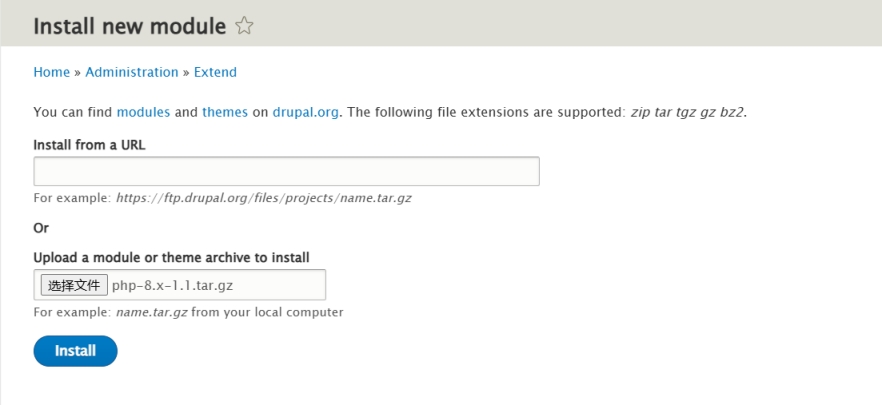 Install new module
Home » Administration » Extend
You can find modules and themes on drupal.org. The following file extensions are supported: zip tar tgz gz bz2.
Install from a URL
For example: https://ftp.drupal.org/files/projects/name.tar.gz
Or
Upload a module or theme archive to install
选择文件 php-8.x-1.1.tar.gz
For example: name.tar.gz from your local computer
Install